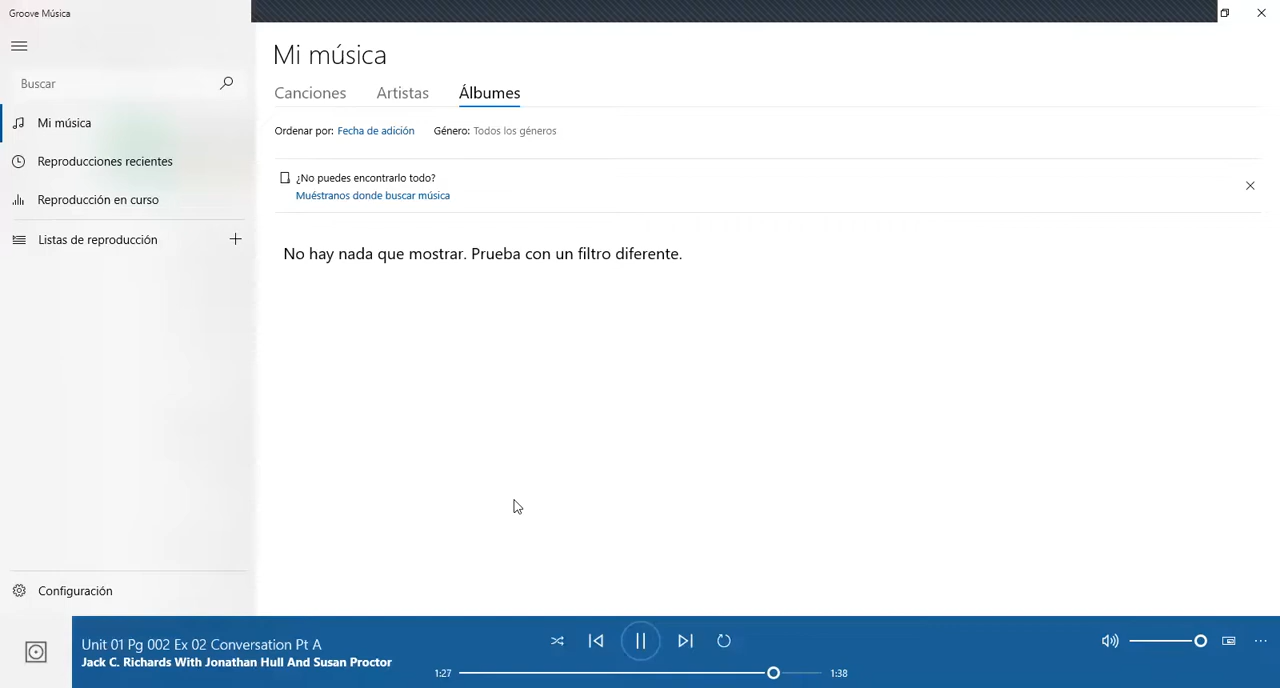 Groove Música
Buscar
Mi música
Reproducciones recientes
Reproducción en curso
Listas de reproducción
Configuración
Mi música
Canciones Artistas Álbumes
Ordenar por: Fecha de adición Género: Todos los géneros
¿No puedes encontrarlo todo?
Muéstranos donde buscar música
No hay nada que mostrar. Prueba con un filtro diferente.
Unit 01 Pg 002 Ex 02 Conversation Pt A
Jack C. Richards With Jonathan Hull And Susan Proctor
1:27 1:38